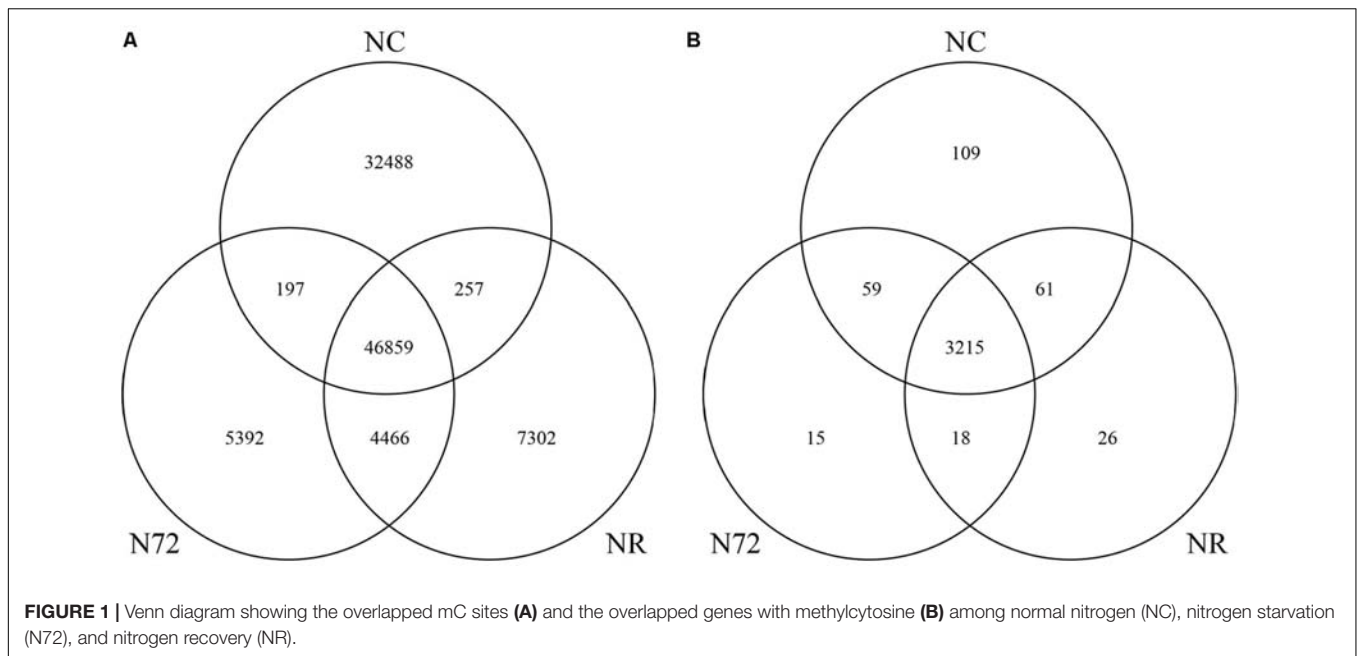 A
NC
32488
197
257
46859
5392
4466
7302
N72
NR
B
NC
109
59
61
3215
15
18
26
N72
NR
FIGURE 1 | Venn diagram showing the overlapped mC sites (A) and the overlapped genes with methylcytosine (B) among normal nitrogen (NC), nitrogen starvation
(N72), and nitrogen recovery (NR).